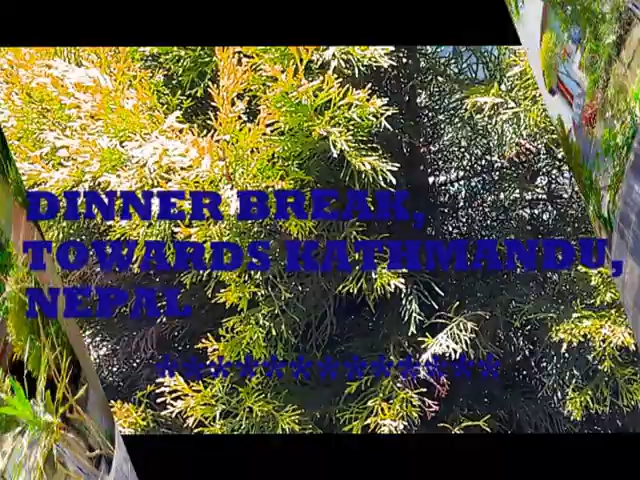 DINNER BREAK,
TOWARDS KATHMANDU,
NEPAL
*************